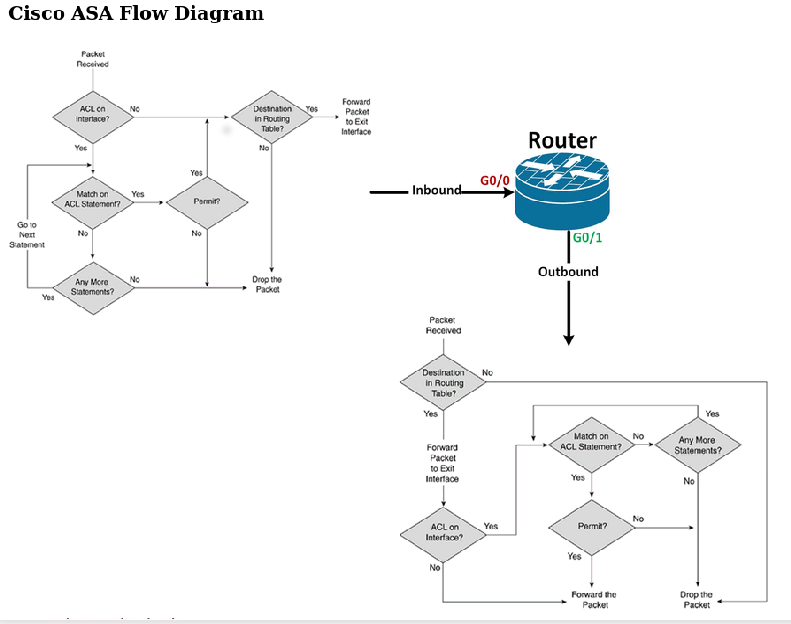 Cisco ASA Flow Diagram
Packet
Received
ACL on
Interface?
No
Yes
Destination
in Routing
Table?
Yes
No
Forward
Packet
to Exit
Interface
Match on
ACL Statement?
Yes
No
Permit?
Yes
No
Go to
Next
Statement
Any More
Statements?
No
Yes
Drop the
Packet
Router
Inbound
G0/0
G0/1
Outbound
Packet
Received
Destination
in Routing
Table?
No
Yes
Forward
Packet
to Exit
Interface
ACL on
Interface?
Yes
No
Match on
ACL Statement?
No
Yes
Any More
Statements?
Yes
No
Permit?
No
Yes
Forward the
Packet
Drop the
Packet